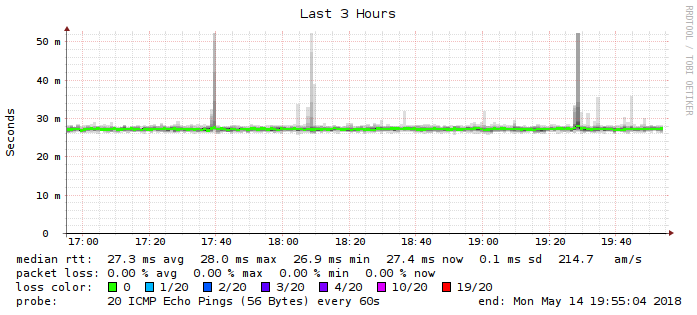 Last 3 Hours
RRDTOOL / TOBI OETIKER
Seconds
50 m
40 m
30 m
20 m
10 m
0
17:00 17:20 17:40 18:00 18:20 18:40 19:00 19:20 19:40
median rtt: 27.3 ms avg 28.0 ms max 26.9 ms min 27.4 ms now 0.1 ms sd 214.7 am/s
packet loss: 0.00 % avg 0.00 % max 0.00 % min 0.00 % now
loss color: 0 1/20 2/20 3/20 4/20 10/20 19/20
probe: 20 ICMP Echo Pings (56 Bytes) every 60s end: Mon May 14 19:55:04 2018